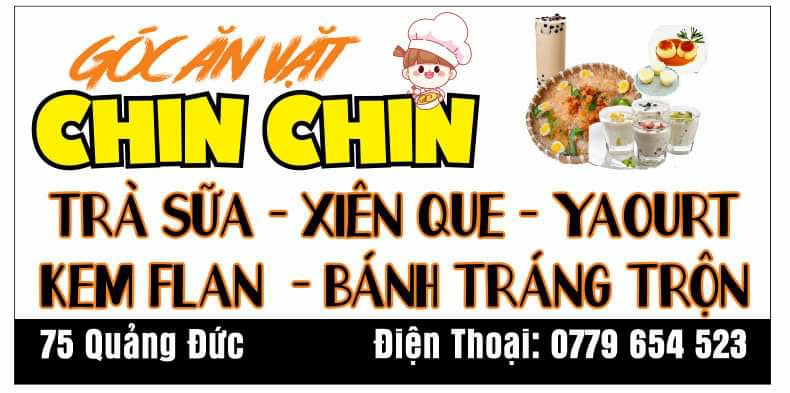 GÓC ĂN VẶT
CHIN CHIN
TRÀ SỮA - XIÊN QUE - YAOURT
KEM FLAN - BÁNH TRÁNG TRỘN
75 Quảng Đức Điện Thoại: 0779 654 523